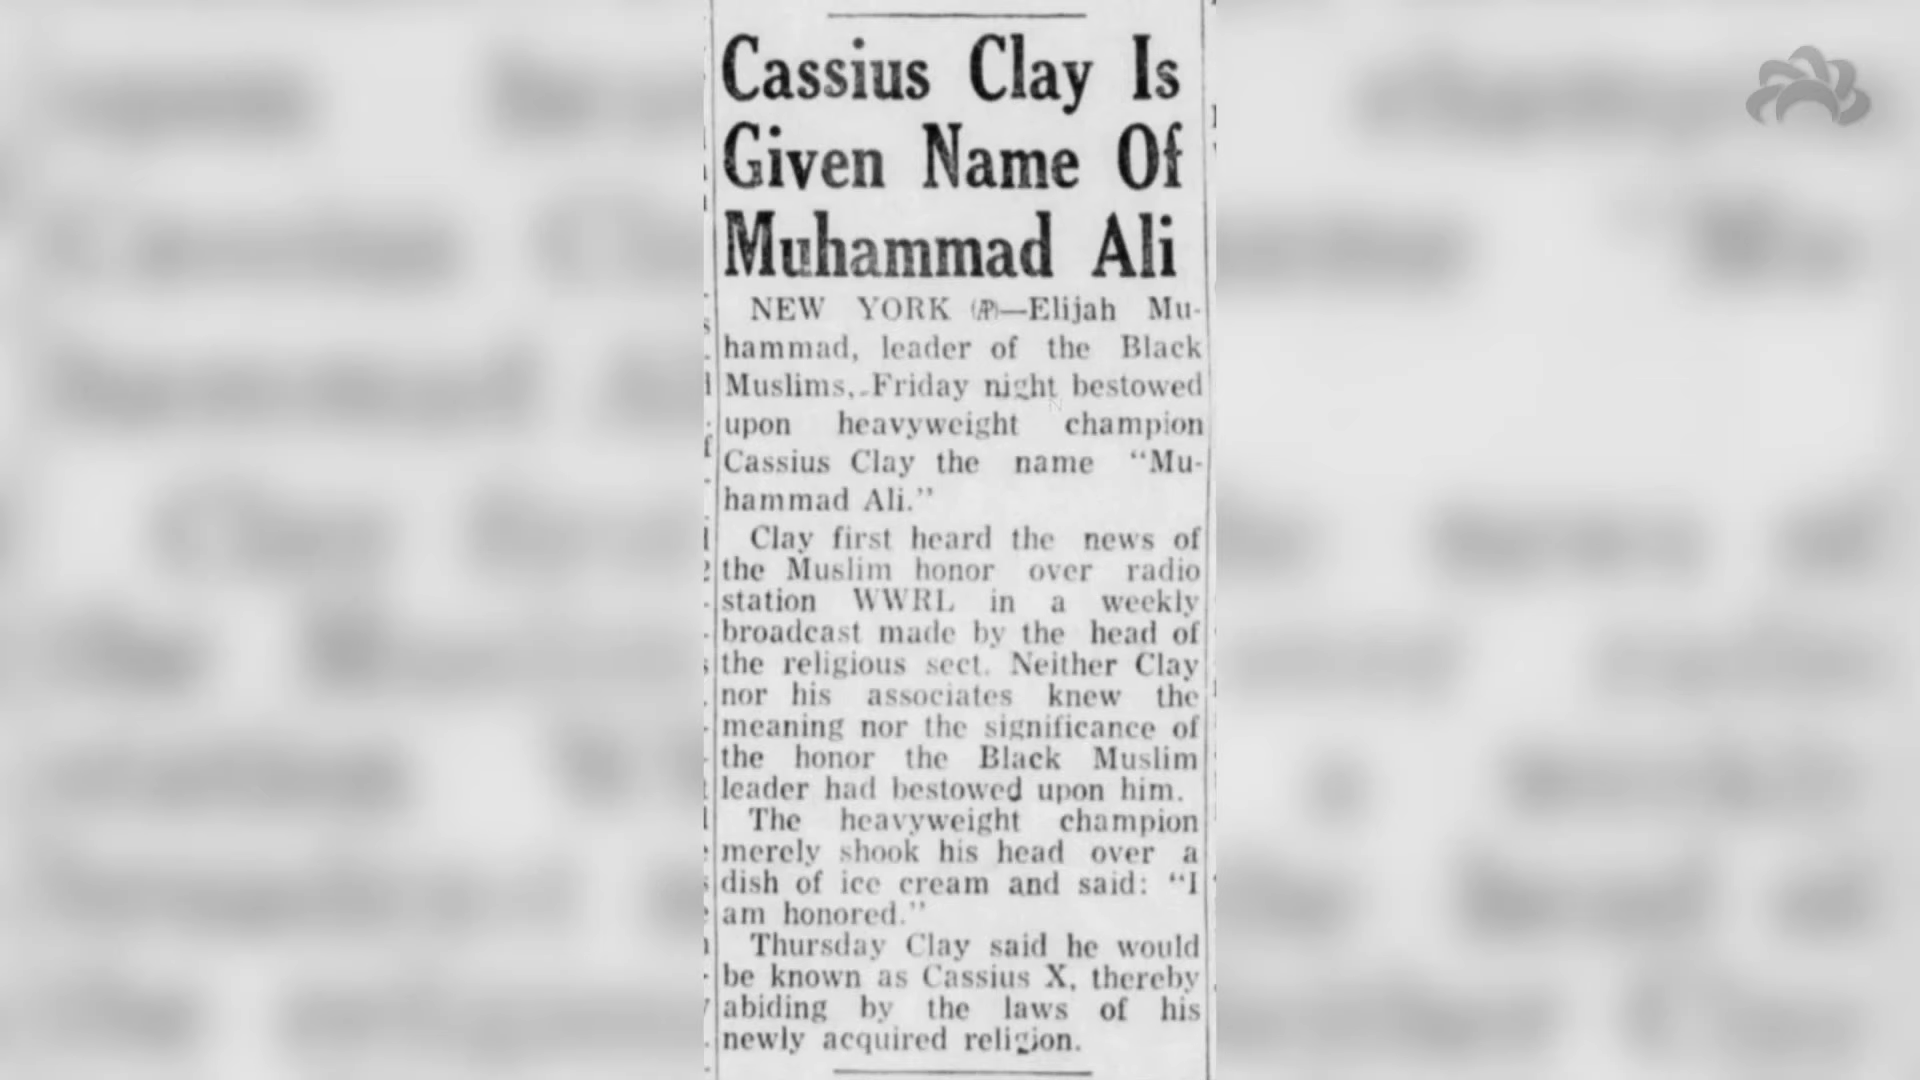 Cassius Clay Is
Given Name Of
Muhammad Ali
NEW YORK (AP)—Elijah Mu-
hammad, leader of the Black
Muslims, Friday night bestowed
upon heavyweight champion
Cassius Clay the name “Mu-
hammad Ali.”
Clay first heard the news of
the Muslim honor over radio
station WWRL in a weekly
broadcast made by the head of
the religious sect. Neither Clay
nor his associates knew the
meaning nor the significance of
the honor the Black Muslim
leader had bestowed upon him.
The heavyweight champion
merely shook his head over a
dish of ice cream and said: “I
am honored.”
Thursday Clay said he would
be known as Cassius X, thereby
abiding by the laws of his
newly acquired religion.